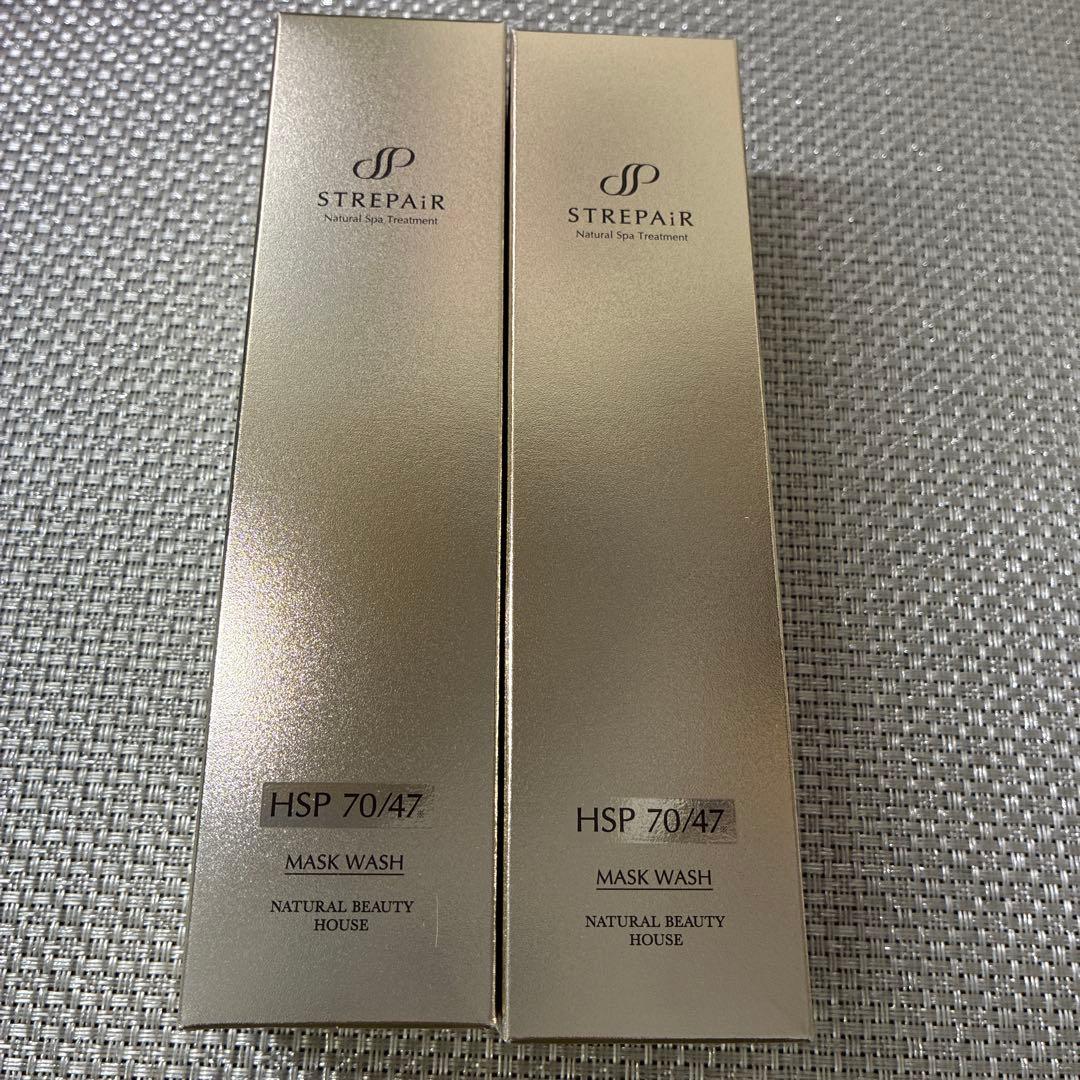 STREPAiR
Natural Spa Treatment
HSP 70/47※
MASK WASH
NATURAL BEAUTY
HOUSE
STREPAiR
Natural Spa Treatment
HSP 70/47※
MASK WASH
NATURAL BEAUTY
HOUSE